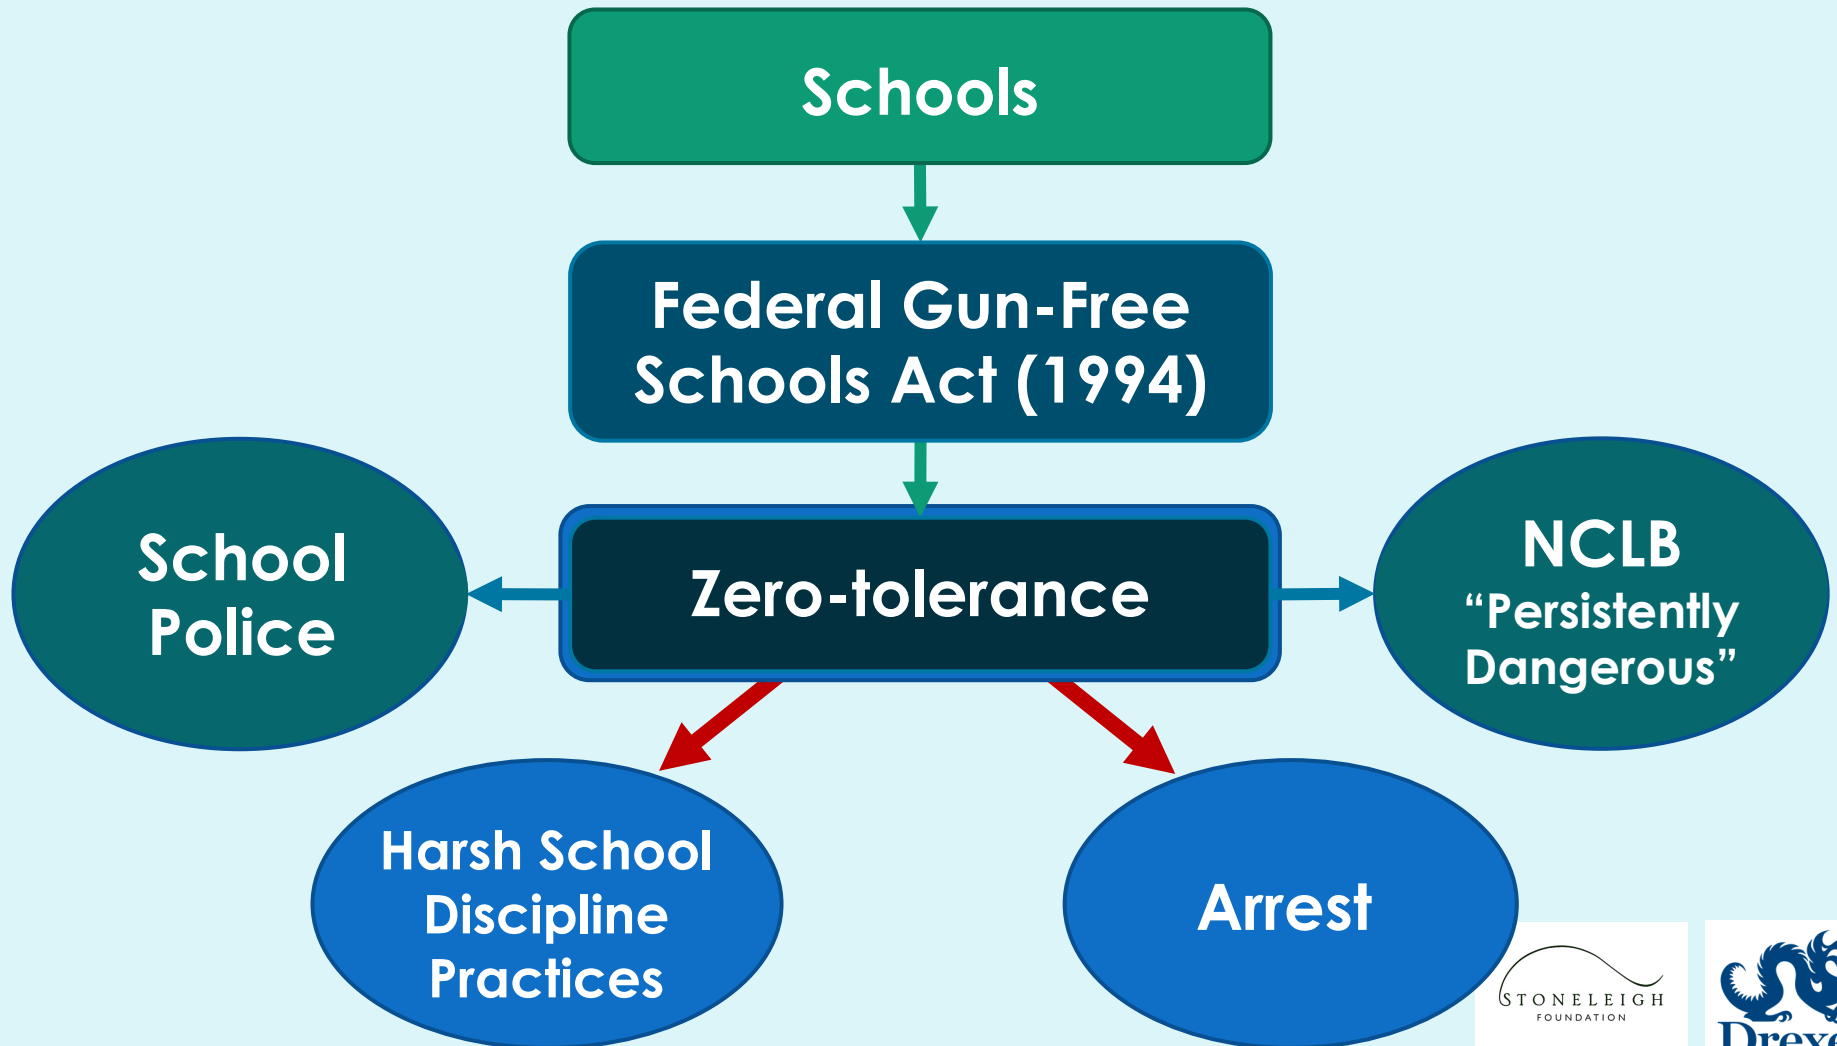 Schools
Federal Gun-Free
Schools Act (1994)
School
Police
Zero-tolerance
NCLB
“Persistently
Dangerous”
Harsh School
Discipline
Practices
Arrest
STONELEIGH
FOUNDATION